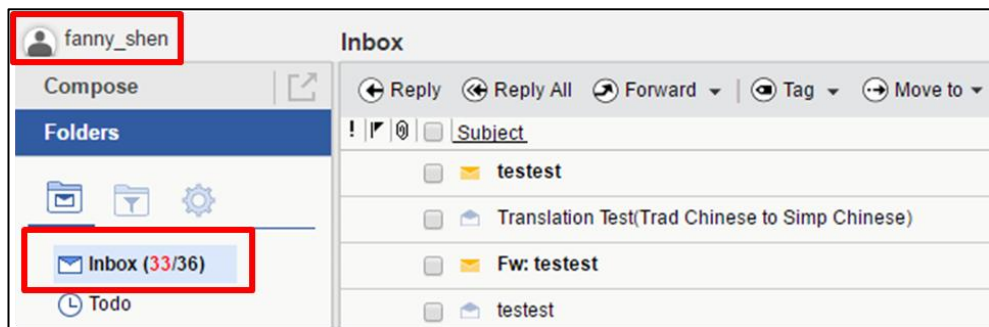 fanny_shen
Inbox
Compose
Reply Reply All Forward | Tag Move to
Folders
! Subject
testest
Translation Test(Trad Chinese to Simp Chinese)
Inbox (33/36)
Fw: testest
Todo
testest